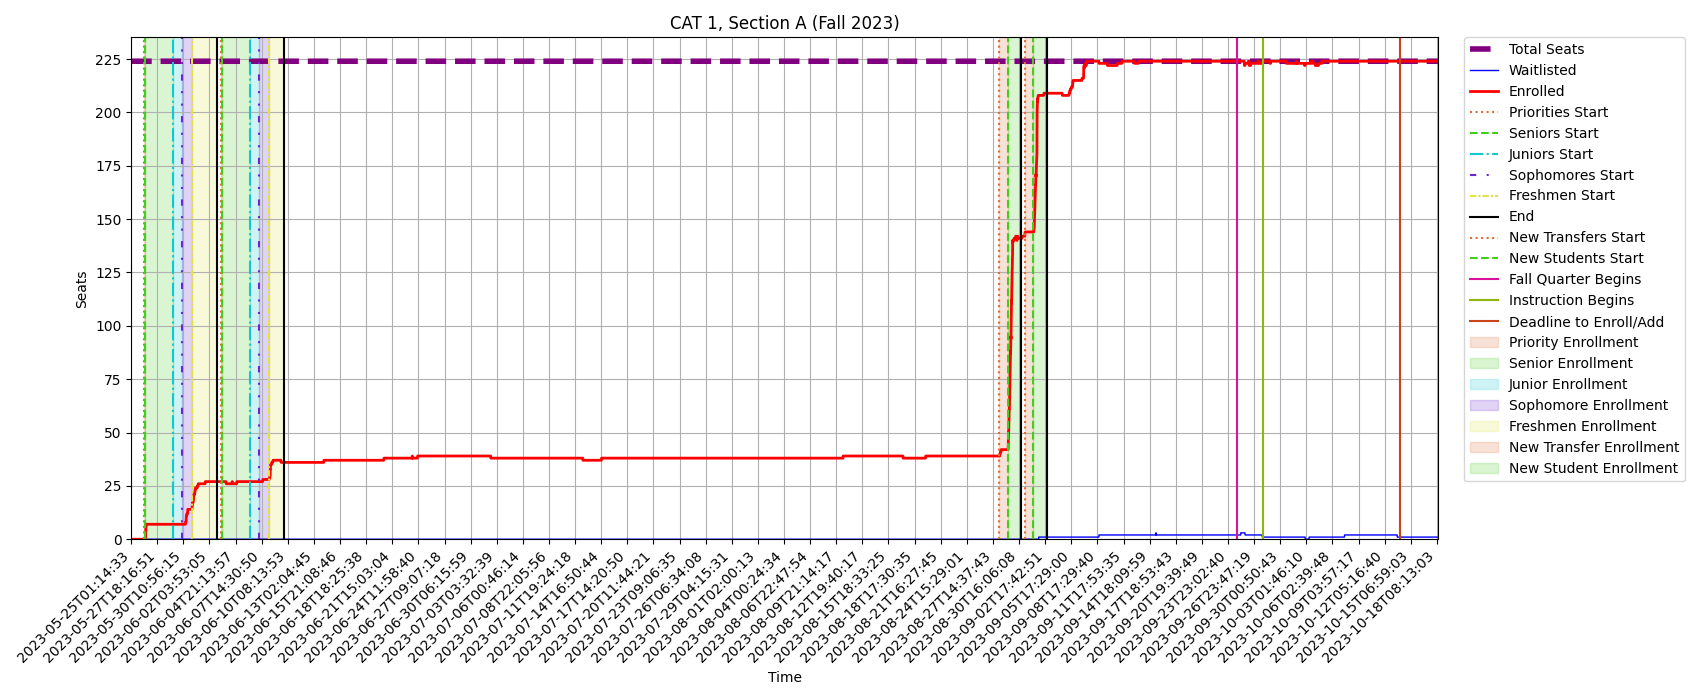 CAT 1, Section A (Fall 2023)
Seats
225
200
175
150
125
100
75
50
25
0
2023-05-25T01:14:33
2023-05-27T18:16:51
2023-05-30T10:56:15
2023-06-02T03:53:05
2023-06-04T21:13:57
2023-06-07T14:30:50
2023-06-10T08:13:53
2023-06-13T02:04:45
2023-06-15T21:08:46
2023-06-18T18:25:38
2023-06-21T15:03:04
2023-06-24T11:58:40
2023-06-27T09:07:18
2023-06-30T06:15:59
2023-07-03T03:32:39
2023-07-06T00:46:14
2023-07-08T22:05:56
2023-07-11T19:24:18
2023-07-14T16:50:44
2023-07-17T14:20:50
2023-07-20T11:44:21
2023-07-23T09:06:35
2023-07-26T06:34:08
2023-07-29T04:15:31
2023-08-01T02:00:13
2023-08-04T00:24:34
2023-08-06T22:47:54
2023-08-09T21:14:17
2023-08-12T19:40:17
2023-08-15T18:33:25
2023-08-18T17:30:35
2023-08-21T16:27:45
2023-08-24T15:29:01
2023-08-27T14:37:43
2023-08-30T16:06:08
2023-09-02T17:42:51
2023-09-05T17:29:00
2023-09-08T17:29:40
2023-09-11T17:53:35
2023-09-14T18:09:59
2023-09-17T18:53:43
2023-09-20T19:39:49
2023-09-23T23:02:40
2023-09-26T23:47:19
2023-09-30T00:50:43
2023-10-03T01:46:10
2023-10-06T02:39:48
2023-10-09T03:57:17
2023-10-12T05:16:40
2023-10-15T06:59:03
2023-10-18T08:13:03
Time
Total Seats
Waitlisted
Enrolled
Priorities Start
Seniors Start
Juniors Start
Sophomores Start
Freshmen Start
End
New Transfers Start
New Students Start
Fall Quarter Begins
Instruction Begins
Deadline to Enroll/Add
Priority Enrollment
Senior Enrollment
Junior Enrollment
Sophomore Enrollment
Freshmen Enrollment
New Transfer Enrollment
New Student Enrollment